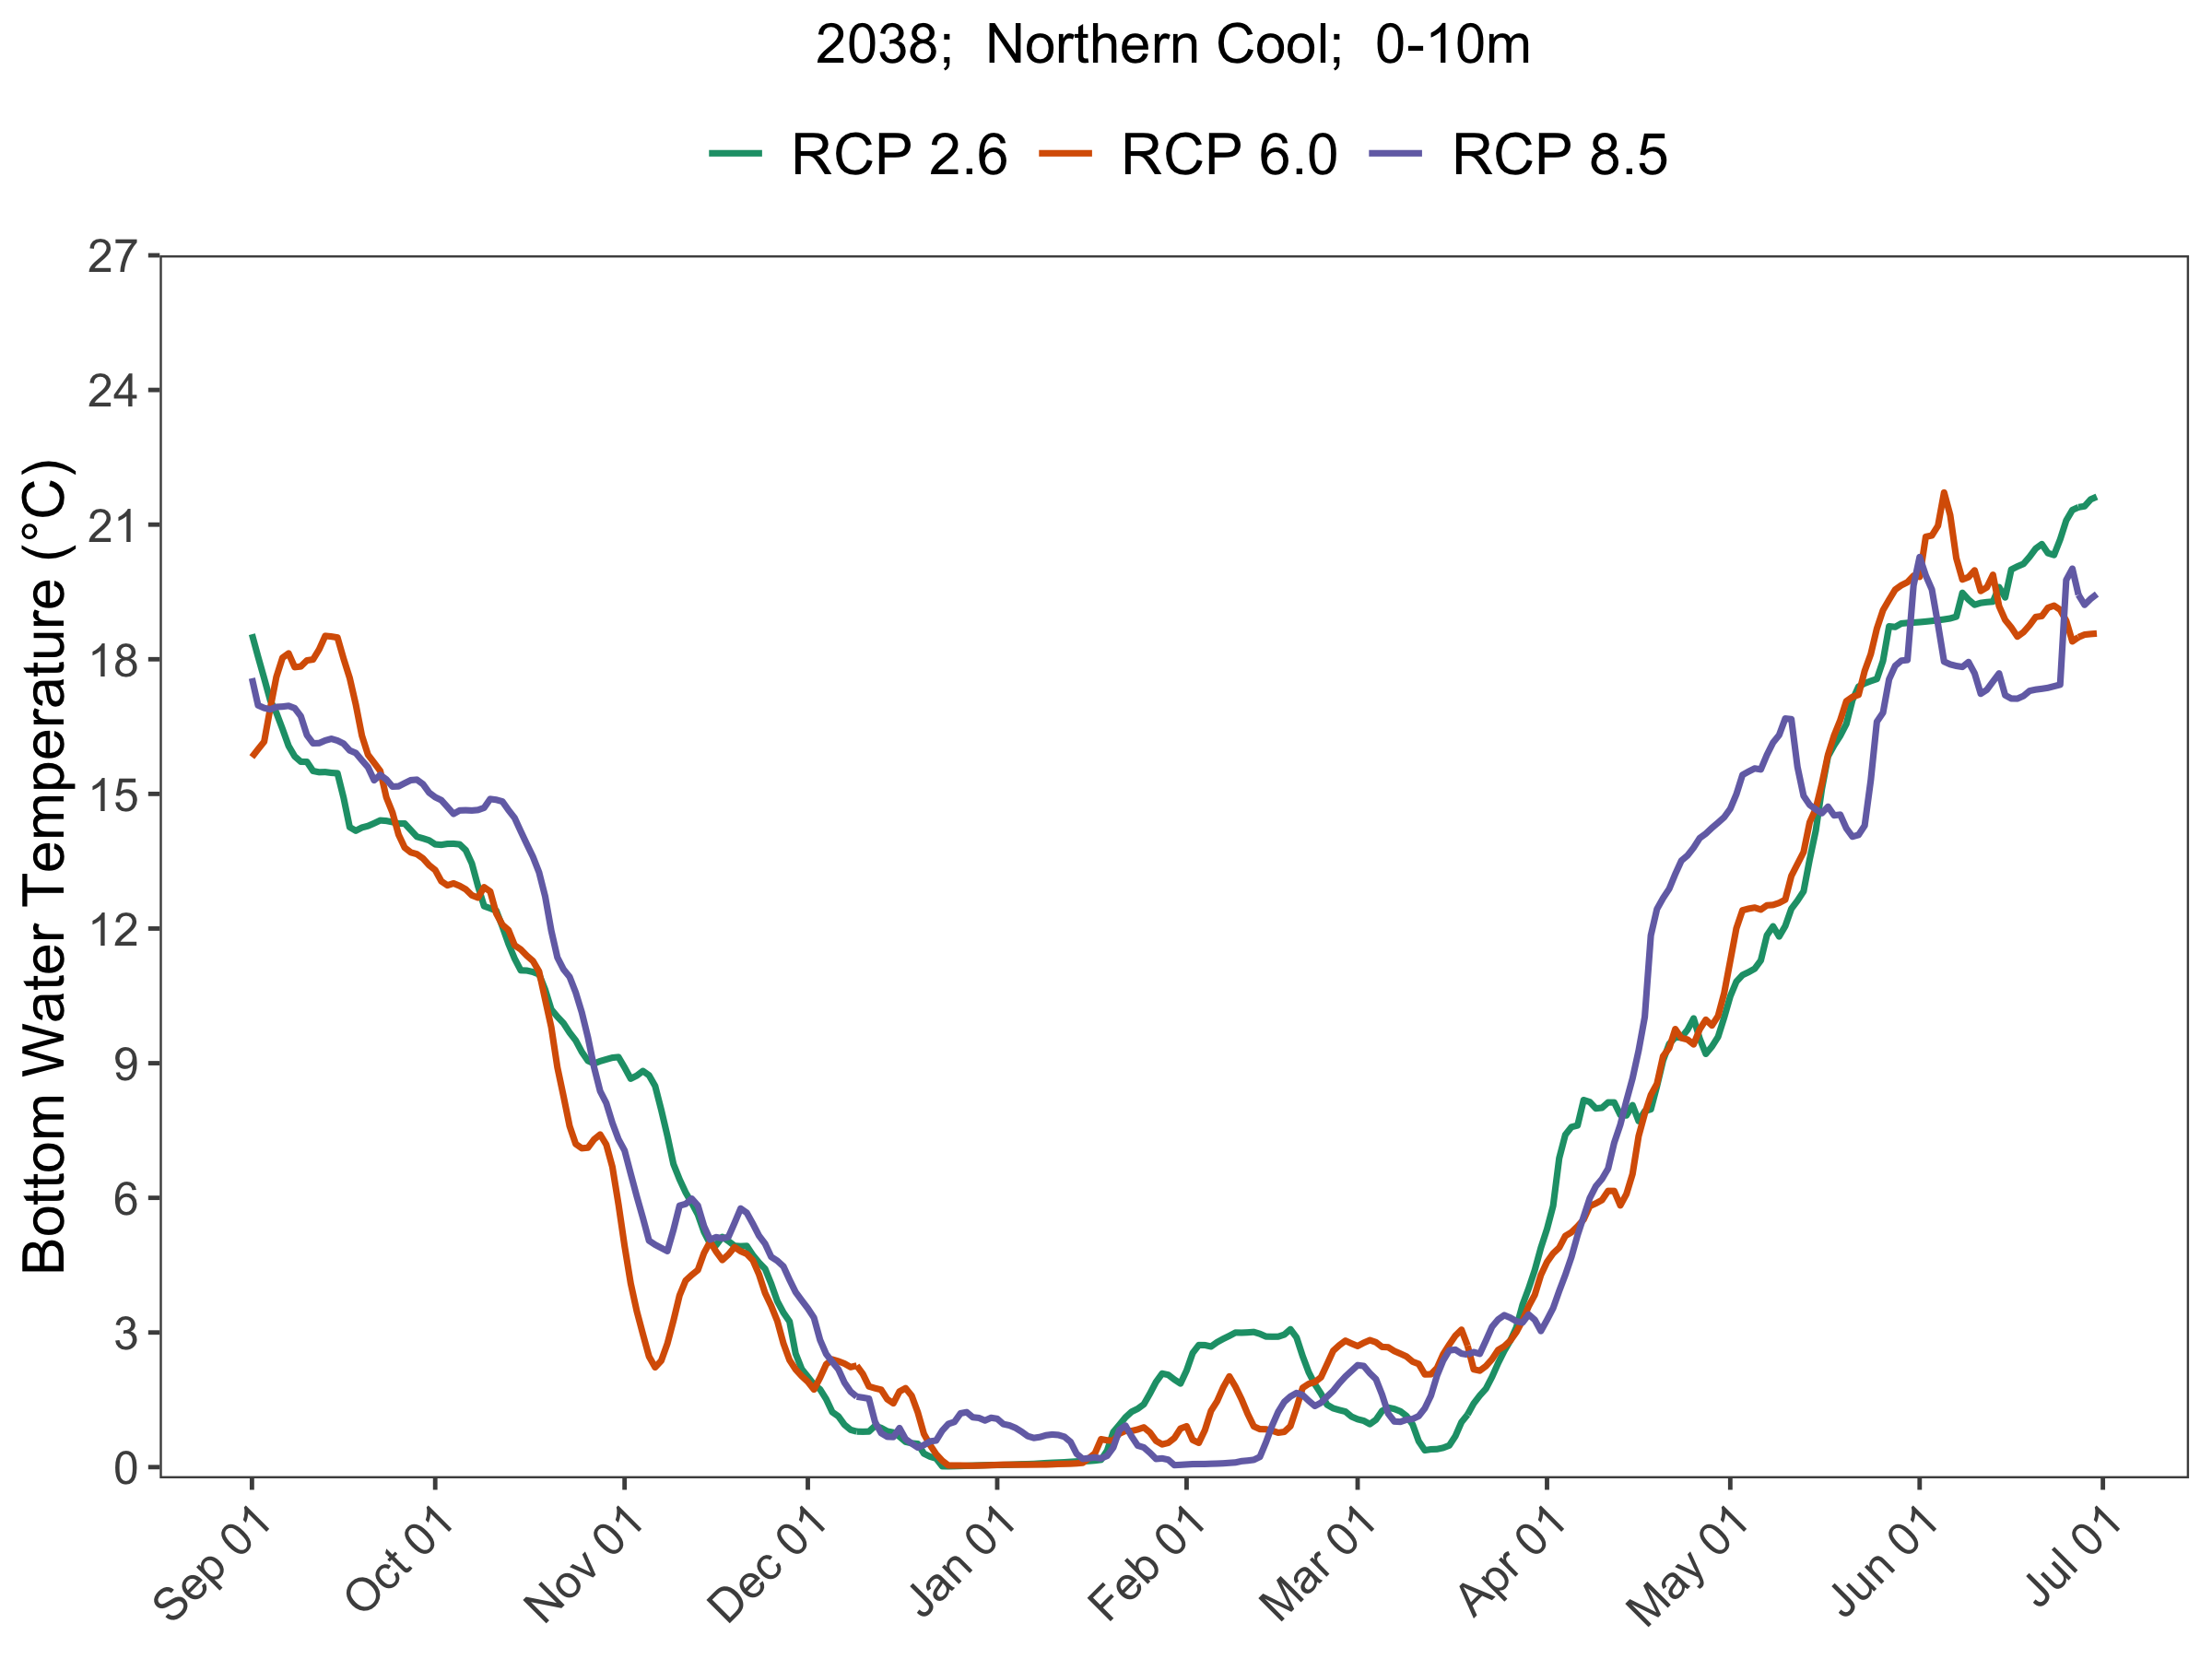 2038;  Northern Cool;  0-10m
RCP 2.6 RCP 6.0 RCP 8.5
Bottom Water Temperature (°C)
27
24
21
18
15
12
9
6
3
0
Sep 01 Oct 01 Nov 01 Dec 01 Jan 01 Feb 01 Mar 01 Apr 01 May 01 Jun 01 Jul 01